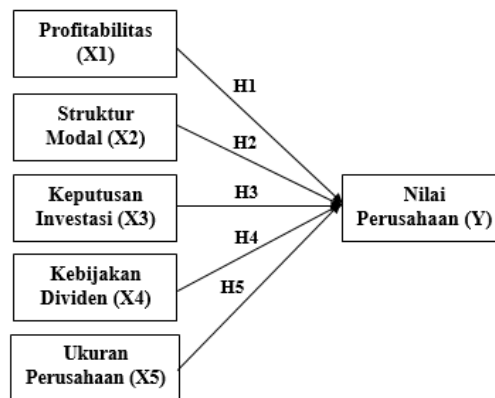 Profitabilitas
(X1)
H1
Struktur
Modal (X2)
H2
Keputusan
Investasi (X3)
H3
Nilai
Perusahaan (Y)
Kebijakan
Dividen (X4)
H4
H5
Ukuran
Perusahaan (X5)